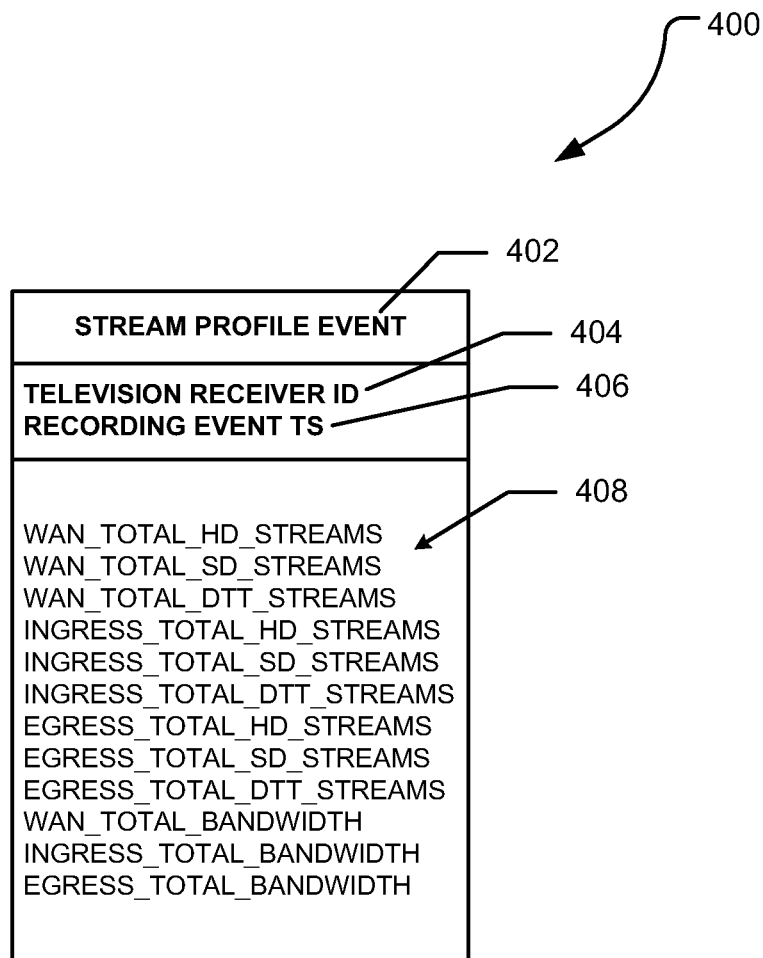 400
402
STREAM PROFILE EVENT
404
TELEVISION RECEIVER ID
406
RECORDING EVENT TS
408
WAN_TOTAL_HD_STREAMS
WAN_TOTAL_SD_STREAMS
WAN_TOTAL_DTT_STREAMS
INGRESS_TOTAL_HD_STREAMS
INGRESS_TOTAL_SD_STREAMS
INGRESS_TOTAL_DTT_STREAMS
EGRESS_TOTAL_HD_STREAMS
EGRESS_TOTAL_SD_STREAMS
EGRESS_TOTAL_DTT_STREAMS
WAN_TOTAL_BANDWIDTH
INGRESS_TOTAL_BANDWIDTH
EGRESS_TOTAL_BANDWIDTH